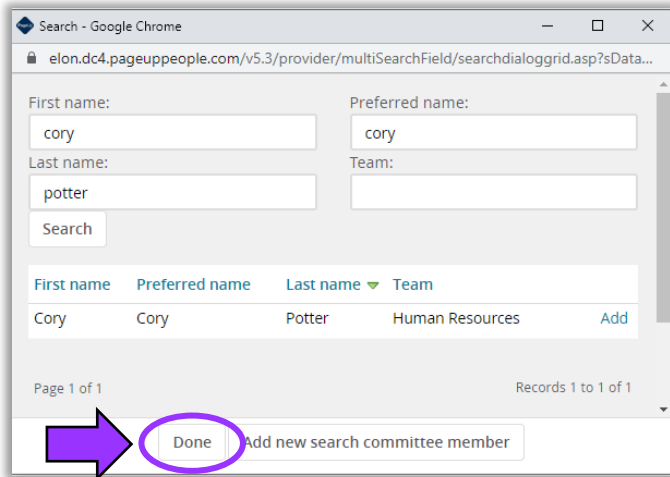 Search - Google Chrome
elon.dc4.pageuppeople.com/v5.3/provider/multiSearchField/searchdialoggrid.asp?sData...
First name: Preferred name:
cory cory
Last name: Team:
potter
Search
First name Preferred name Last name Team
Cory Cory Potter Human Resources Add
Page 1 of 1 Records 1 to 1 of 1
Done Add new search committee member